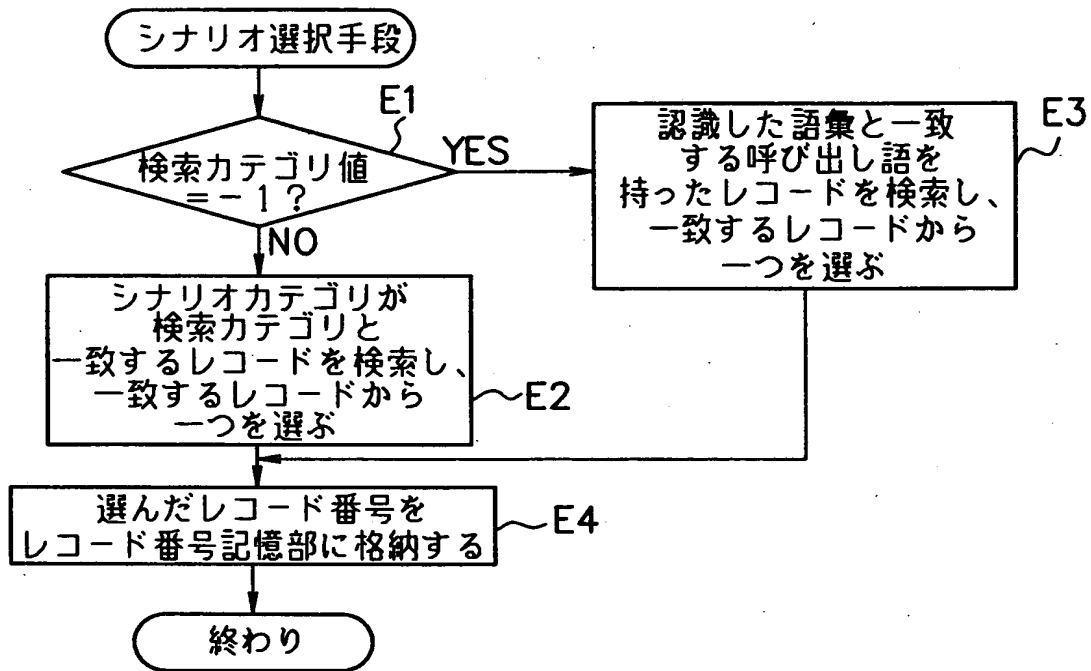 シナリオ選択手段
E1
検索カテゴリ値
=-1?
YES
NO
認識した語彙と一致
する呼び出し語を
持ったレコードを検索し、
一致するレコードから
一つを選ぶ
E3
シナリオカテゴリが
検索カテゴリと
一致するレコードを検索し、
一致するレコードから
一つを選ぶ
E2
選んだレコード番号を
レコード番号記憶部に格納する
E4
終わり